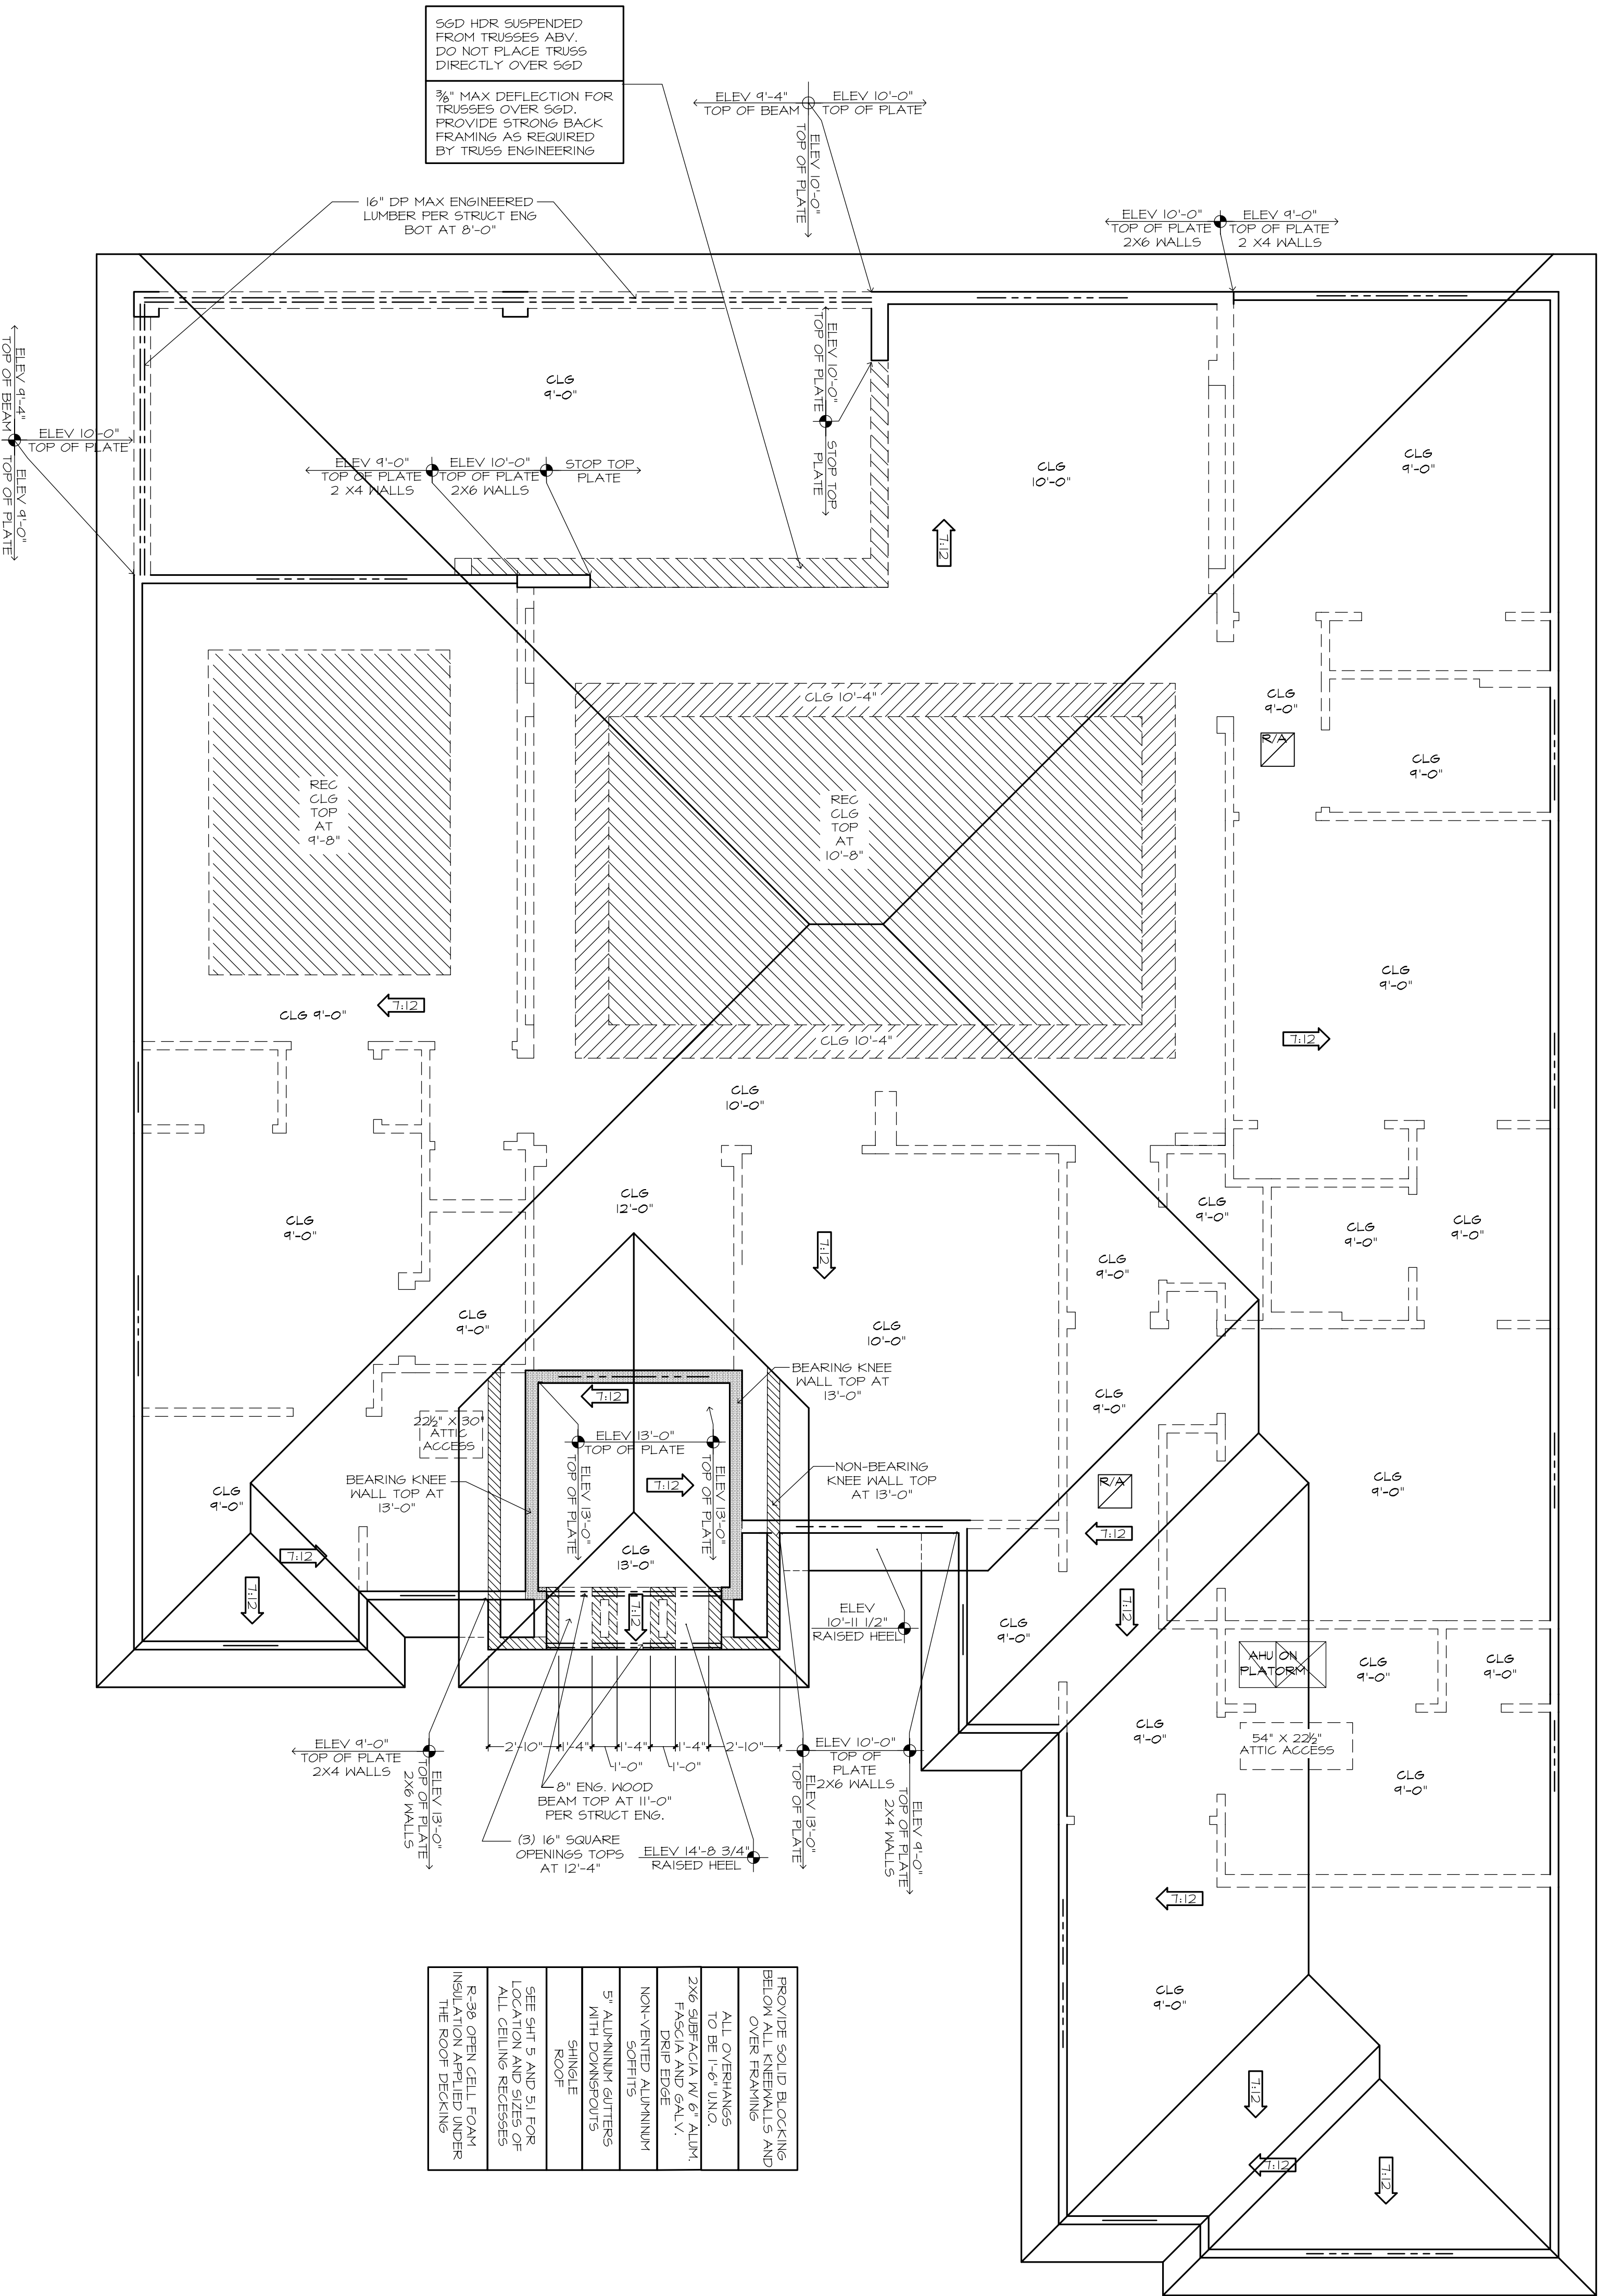 SGD HDR SUSPENDED
FROM TRUSSES ABV.
DO NOT PLACE TRUSS
DIRECTLY OVER SGD
3/8" MAX DEFLECTION FOR
TRUSSES OVER SGD.
PROVIDE STRONG BACK
FRAMING AS REQUIRED
BY TRUSS ENGINEERING
ELEV 9'-4"
TOP OF BEAM
ELEV 10'-0"
TOP OF PLATE
ELEV 10'-0"
TOP OF PLATE
16" DP MAX ENGINEERED
LUMBER PER STRUCT ENG
BOT AT 8'-0"
ELEV 10'-0"
TOP OF PLATE
2X6 WALLS
ELEV 9'-0"
TOP OF PLATE
2 X4 WALLS
ELEV 9'-4"
TOP OF BEAM
ELEV 10'-0"
TOP OF PLATE
ELEV 9'-0"
TOP OF PLATE
CLG
9'-0"
ELEV 10'-0"
TOP OF PLATE
STOP TOP
PLATE
ELEV 9'-0"
TOP OF PLATE
2 X4 WALLS
ELEV 10'-0"
TOP OF PLATE
2X6 WALLS
STOP TOP
PLATE
CLG
10'-0"
CLG
9'-0"
7:12
CLG 10'-4"
CLG
9'-0"
R/A
CLG
9'-0"
REC
CLG
TOP
AT
9'-8"
REC
CLG
TOP
AT
10'-8"
CLG
9'-0"
CLG 9'-0"
7:12
CLG 10'-4"
7:12
CLG
10'-0"
CLG
12'-0"
CLG
9'-0"
CLG
9'-0"
CLG
9'-0"
CLG
9'-0"
7:12
CLG
9'-0"
CLG
9'-0"
CLG
10'-0"
BEARING KNEE
WALL TOP AT
13'-0"
7:12
CLG
9'-0"
22½" X 30"
ATTIC
ACCESS
ELEV 13'-0"
TOP OF PLATE
ELEV 13'-0"
TOP OF PLATE
ELEV 13'-0"
TOP OF PLATE
BEARING KNEE
WALL TOP AT
13'-0"
7:12
NON-BEARING
KNEE WALL TOP
AT 13'-0"
R/A
CLG
9'-0"
CLG
9'-0"
7:12
7:12
CLG
13'-0"
7:12
7:12
7:12
ELEV
10'-11 1/2"
RAISED HEEL
CLG
9'-0"
AHU ON
PLATORM
CLG
9'-0"
CLG
9'-0"
CLG
9'-0"
54" X 22½"
ATTIC ACCESS
CLG
9'-0"
ELEV 9'-0"
TOP OF PLATE
2X4 WALLS
ELEV 13'-0"
TOP OF PLATE
2X6 WALLS
2'-10"
1'-4"
1'-4"
1'-4"
2'-10"
1'-0"
1'-0"
8" ENG. WOOD
BEAM TOP AT 11'-0"
PER STRUCT ENG.
(3) 16" SQUARE
OPENINGS TOPS
AT 12'-4"
ELEV 14'-8 3/4"
RAISED HEEL
ELEV 10'-0"
TOP OF
PLATE
2X6 WALLS
ELEV 13'-0"
TOP OF PLATE
ELEV 9'-0"
TOP OF PLATE
2X4 WALLS
7:12
CLG
9'-0"
7:12
7:12
7:12
PROVIDE SOLID BLOCKING
BELOW ALL KNEEWALLS AND
OVER FRAMING
ALL OVERHANGS
TO BE 1'-6" U.N.O.
2X6 SUBFACIA W/ 6" ALUM.
FASCIA AND GALV.
DRIP EDGE
NON-VENTED ALUMNINUM
SOFFITS
5" ALUMNINUM GUTTERS
WITH DOWNSPOUTS
SHINGLE
ROOF
SEE SHT 5 AND 5.1 FOR
LOCATION AND SIZES OF
ALL CEILING RECESSES
R-38 OPEN CELL FOAM
INSULATION APPLIED UNDER
THE ROOF DECKING